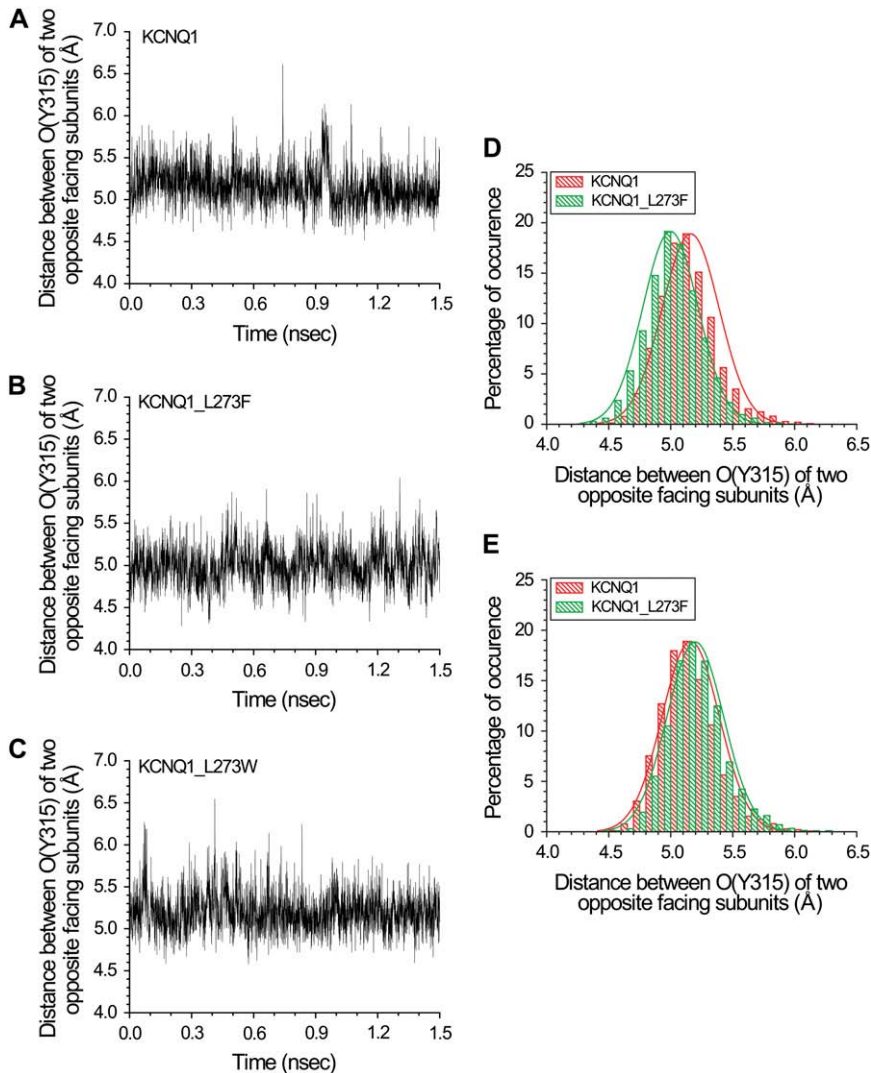 A
KCNQ1
Distance between O(Y315) of two
opposite facing subunits (Å)
7.0
6.5
6.0
5.5
5.0
4.5
4.0
0.0 0.3 0.6 0.9 1.2 1.5
Time (nsec)
B
KCNQ1_L273F
Distance between O(Y315) of two
opposite facing subunits (Å)
7.0
6.5
6.0
5.5
5.0
4.5
4.0
0.0 0.3 0.6 0.9 1.2 1.5
Time (nsec)
C
KCNQ1_L273W
Distance between O(Y315) of two
opposite facing subunits (Å)
7.0
6.5
6.0
5.5
5.0
4.5
4.0
0.0 0.3 0.6 0.9 1.2 1.5
Time (nsec)
D
KCNQ1
KCNQ1_L273F
Percentage of occurence
25
20
15
10
5
0
4.0 4.5 5.0 5.5 6.0 6.5
Distance between O(Y315) of two
opposite facing subunits (Å)
E
KCNQ1
KCNQ1_L273F
Percentage of occurence
25
20
15
10
5
0
4.0 4.5 5.0 5.5 6.0 6.5
Distance between O(Y315) of two
opposite facing subunits (Å)